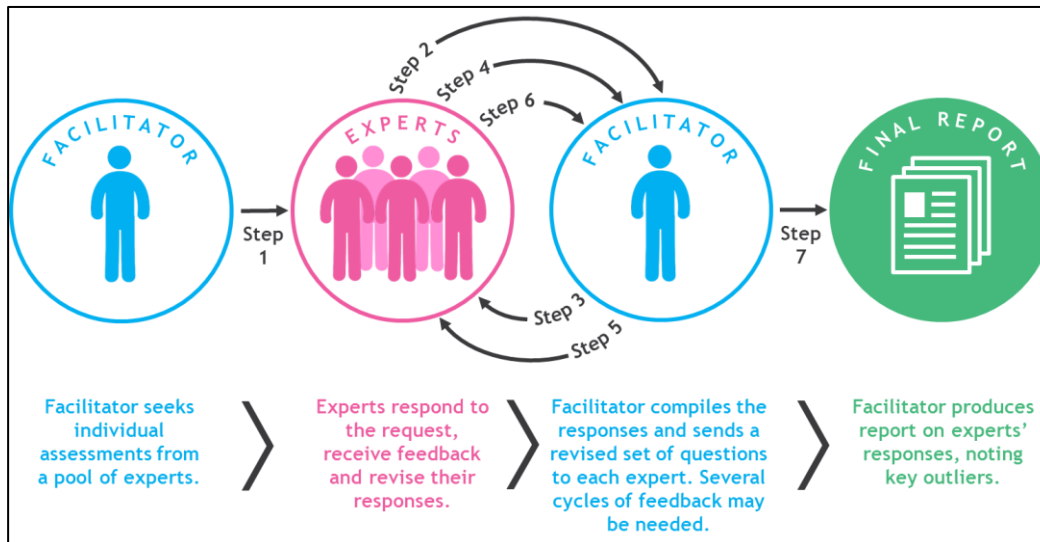 Step 2
Step 4
Step 6
FACILITATOR
EXPERTS
FACILITATOR
FINAL REPORT
Step
1
Step
7
Step 3
Step 5
Facilitator seeks
individual
assessments from
a pool of experts.
Experts respond to
the request,
receive feedback
and revise their
responses.
Facilitator compiles the
responses and sends a
revised set of questions
to each expert. Several
cycles of feedback may
be needed.
Facilitator produces
report on experts’
responses, noting
key outliers.